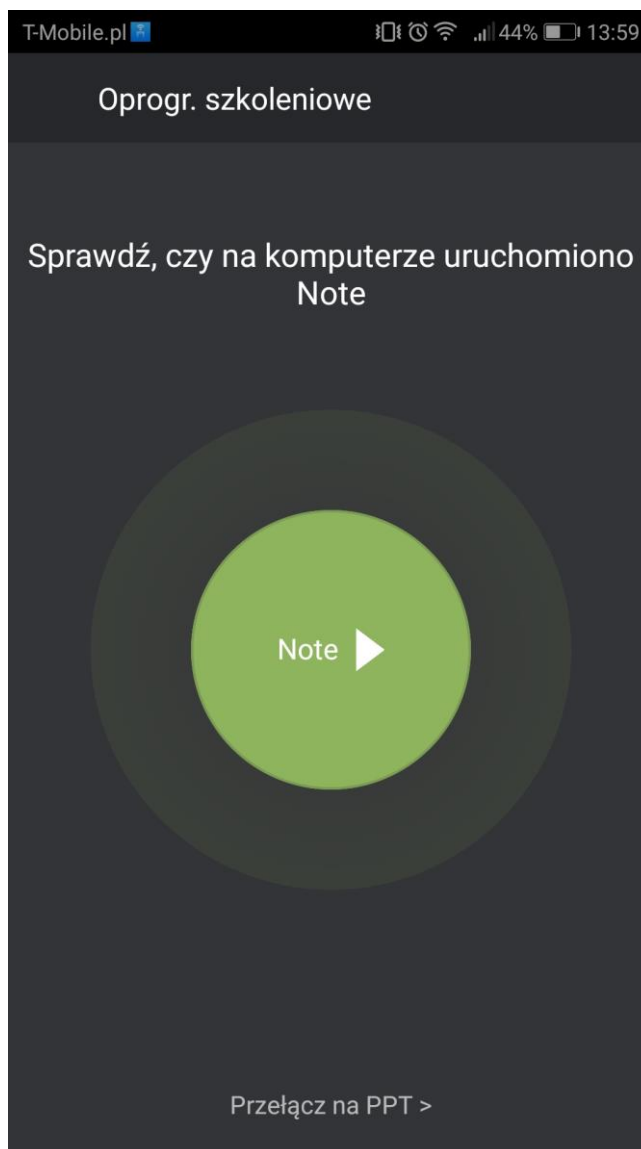 T-Mobile.pl 44% 13:59
Oprogr. szkoleniowe
Sprawdź, czy na komputerze uruchomiono
Note
Note
Przełącz na PPT >